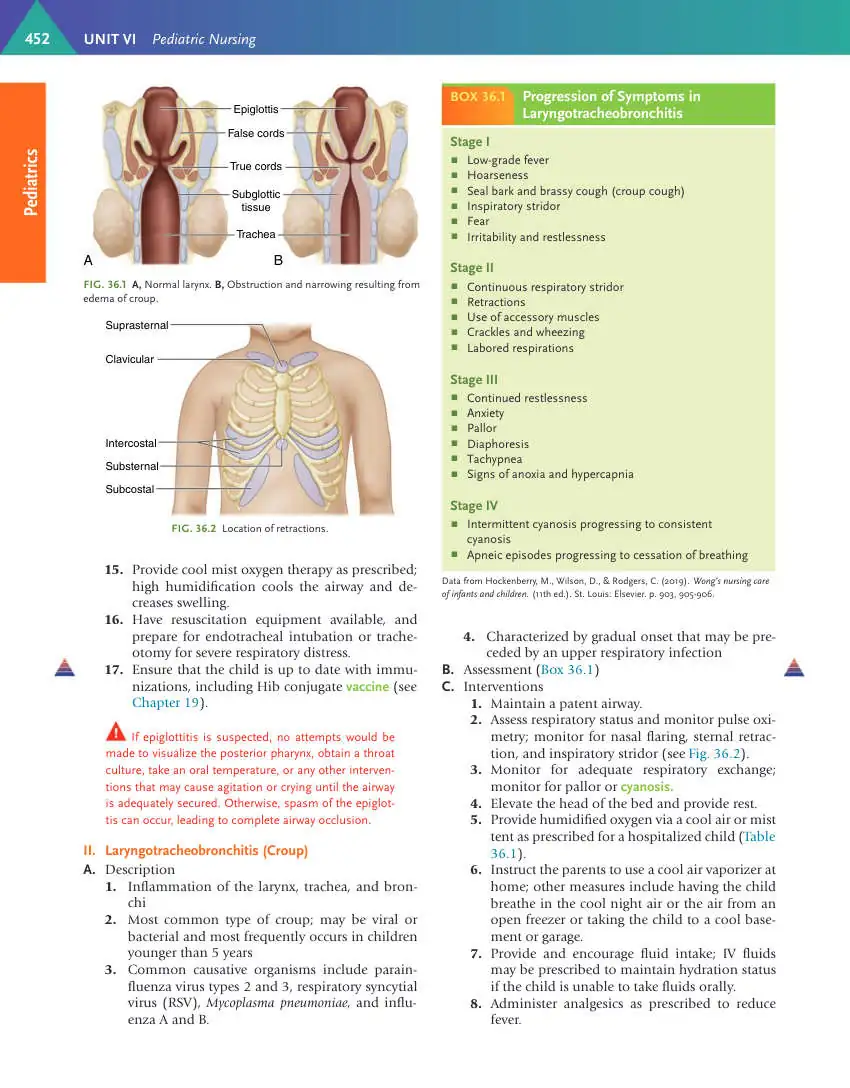 452 UNIT VI Pediatric Nursing
Pediatrics
Epiglottis
False cords
True cords
Subglottic
tissue
Trachea
A
B
FIG. 36.1 A, Normal larynx. B, Obstruction and narrowing resulting from
edema of croup.
Suprasternal
Clavicular
Intercostal
Substernal
Subcostal
FIG. 36.2 Location of retractions.
15. Provide cool mist oxygen therapy as prescribed;
high humidification cools the airway and de-
creases swelling.
16. Have resuscitation equipment available, and
prepare for endotracheal intubation or trache-
otomy for severe respiratory distress.
17. Ensure that the child is up to date with immu-
nizations, including Hib conjugate vaccine (see
Chapter 19).
If epiglottitis is suspected, no attempts would be
made to visualize the posterior pharynx, obtain a throat
culture, take an oral temperature, or any other interven-
tions that may cause agitation or crying until the airway
is adequately secured. Otherwise, spasm of the epiglot-
tis can occur, leading to complete airway occlusion.
II. Laryngotracheobronchitis (Croup)
A. Description
1. Inflammation of the larynx, trachea, and bron-
chi
2. Most common type of croup; may be viral or
bacterial and most frequently occurs in children
younger than 5 years
3. Common causative organisms include parain-
fluenza virus types 2 and 3, respiratory syncytial
virus (RSV), Mycoplasma pneumoniae, and influ-
enza A and B.
BOX 36.1 Progression of Symptoms in
Laryngotracheobronchitis
Stage I
■ Low-grade fever
■ Hoarseness
■ Seal bark and brassy cough (croup cough)
■ Inspiratory stridor
■ Fear
■ Irritability and restlessness
Stage II
■ Continuous respiratory stridor
■ Retractions
■ Use of accessory muscles
■ Crackles and wheezing
■ Labored respirations
Stage III
■ Continued restlessness
■ Anxiety
■ Pallor
■ Diaphoresis
■ Tachypnea
■ Signs of anoxia and hypercapnia
Stage IV
■ Intermittent cyanosis progressing to consistent
cyanosis
■ Apneic episodes progressing to cessation of breathing
Data from Hockenberry, M., Wilson, D., & Rodgers, C. (2019). Wong's nursing care
of infants and children. (11th ed.). St. Louis: Elsevier. p. 903, 905-906.
4. Characterized by gradual onset that may be pre-
ceded by an upper respiratory infection
B. Assessment (Box 36.1)
C. Interventions
1. Maintain a patent airway.
2. Assess respiratory status and monitor pulse oxi-
metry; monitor for nasal flaring, sternal retrac-
tion, and inspiratory stridor (see Fig. 36.2).
3. Monitor for adequate respiratory exchange;
monitor for pallor or cyanosis.
4. Elevate the head of the bed and provide rest.
5. Provide humidified oxygen via a cool air or mist
tent as prescribed for a hospitalized child (Table
36.1).
6. Instruct the parents to use a cool air vaporizer at
home; other measures include having the child
breathe in the cool night air or the air from an
open freezer or taking the child to a cool base-
ment or garage.
7. Provide and encourage fluid intake; IV fluids
may be prescribed to maintain hydration status
if the child is unable to take fluids orally.
8. Administer analgesics as prescribed to reduce
fever.